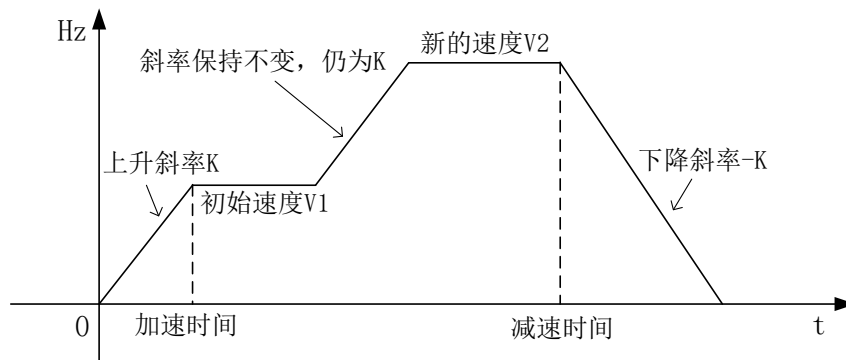 Hz
新的速度V2
斜率保持不变，仍为K
上升斜率K
下降斜率-K
初始速度V1
0
加速时间
减速时间
t